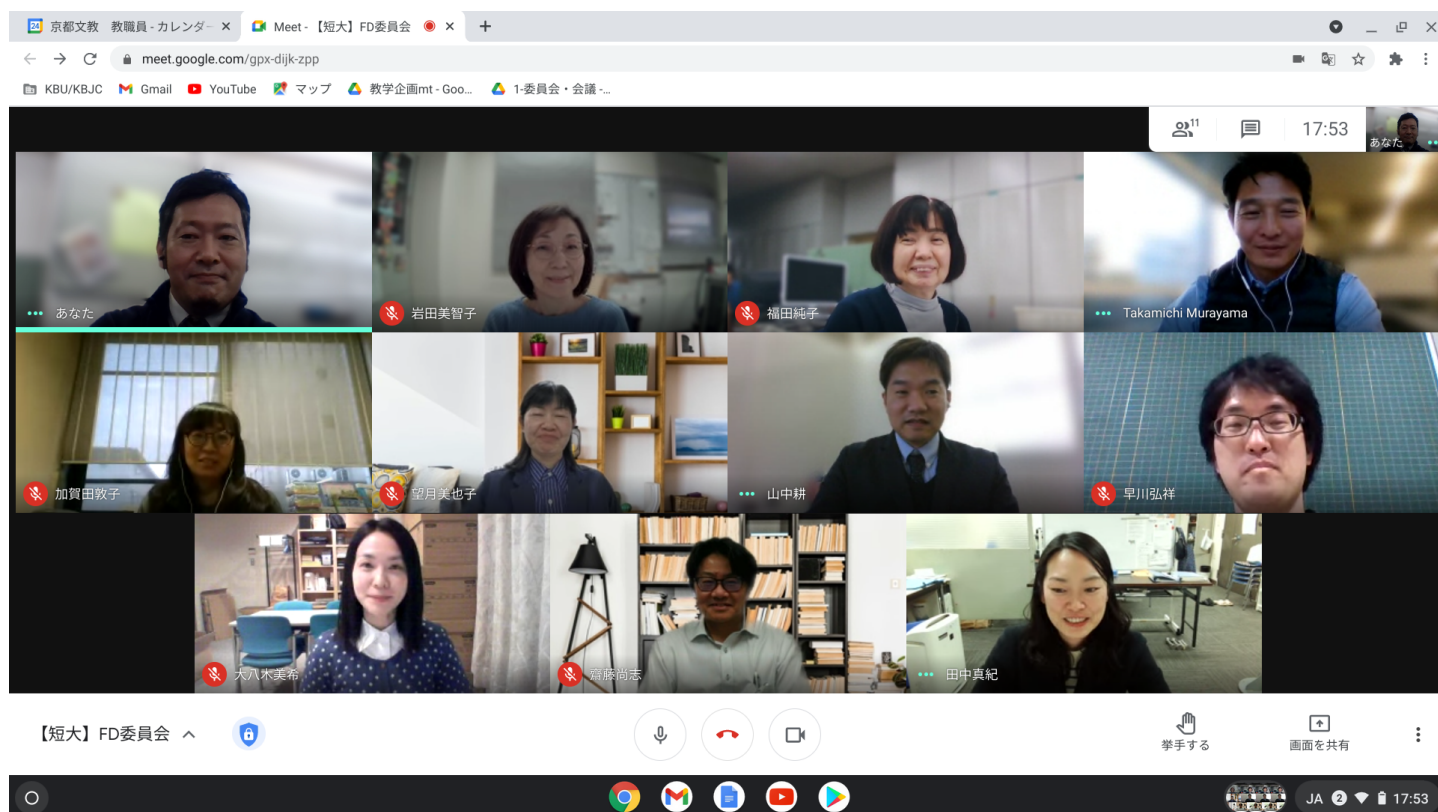 京都文教 教職員 - カレンダー
Meet - 【短大】FD委員会
meet.google.com/gpx-dijk-zpp
KBU/KBJC Gmail YouTube マップ 教学企画mt - Goo... 1-委員会・会議 -...
11 17:53 あなた
あなた 岩田美智子 福田純子 Takamichi Murayama
加賀田敦子 望月美也子 山中耕 早川弘祥
大八木美希 齋藤尚志 田中真紀
【短大】FD委員会 挙手する 画面を共有
JA 2 17:53